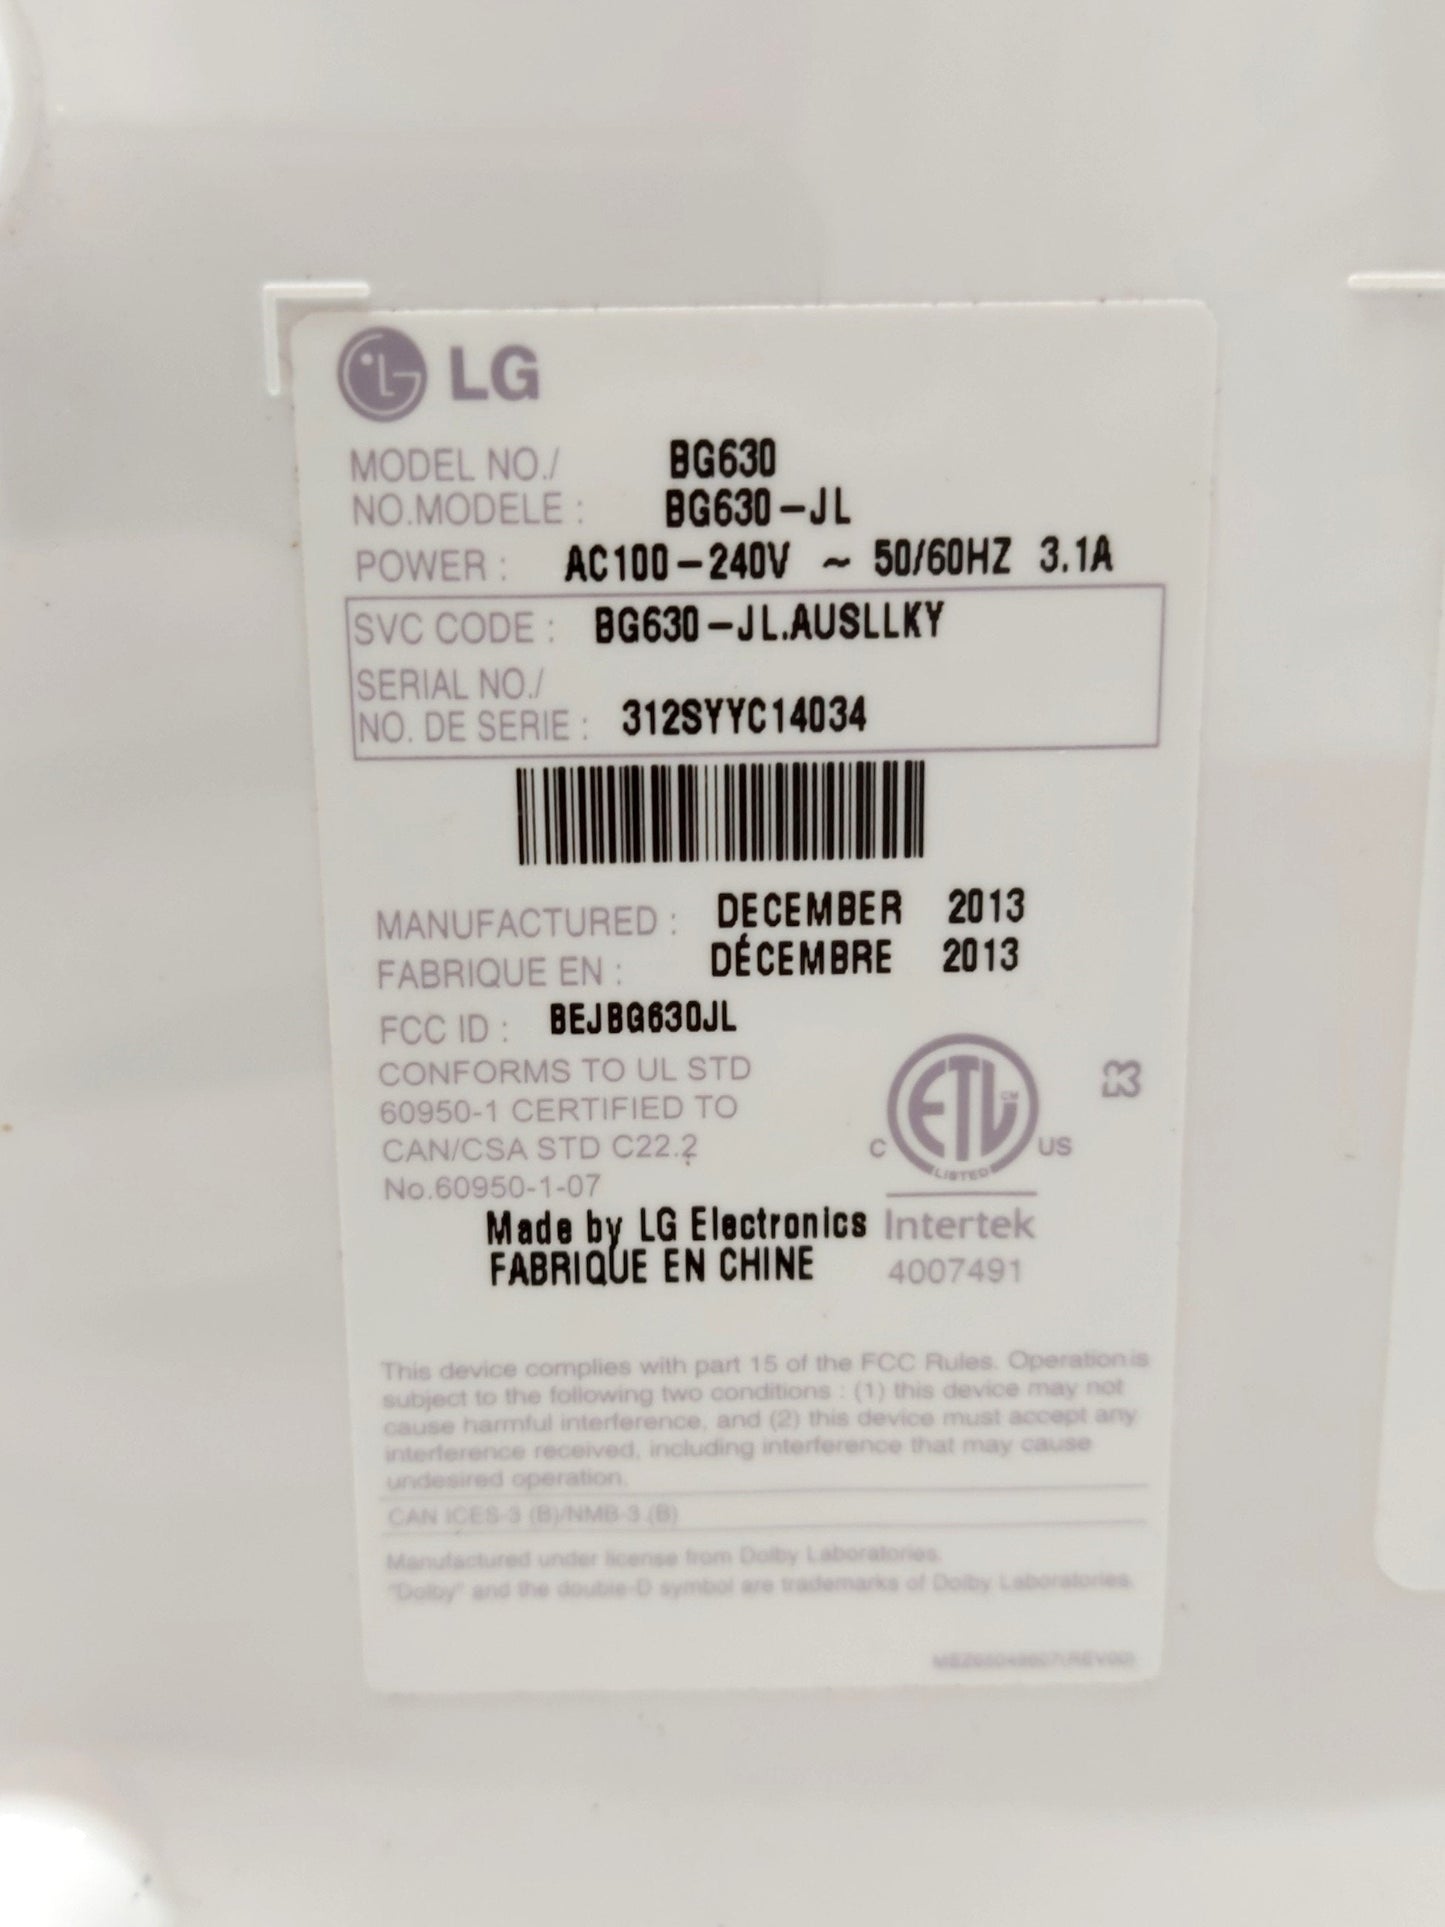 LG
MODEL NO./ BG630
NO.MODELE : BG630-JL
POWER : AC100-240V ~ 50/60HZ 3.1A
SVC CODE : BG630-JL.AUSLLKY
SERIAL NO./
NO. DE SERIE : 312SYYC14034
MANUFACTURED : DECEMBER 2013
FABRIQUE EN : DÉCEMBRE 2013
FCC ID : BEJBG630JL
CONFORMS TO UL STD
60950-1 CERTIFIED TO
CAN/CSA STD C22.2
No.60950-1-07
C ETL CM US
LISTED
Intertek
4007491
Made by LG Electronics
FABRIQUE EN CHINE
This device complies with part 15 of the FCC Rules. Operation is
subject to the following two conditions : (1) this device may not
cause harmful interference, and (2) this device must accept any
interference received, including interference that may cause
undesired operation.
CAN ICES-3 (B)/NMB-3 (B)
Manufactured under license from Dolby Laboratories.
"Dolby" and the double-D symbol are trademarks of Dolby Laboratories.